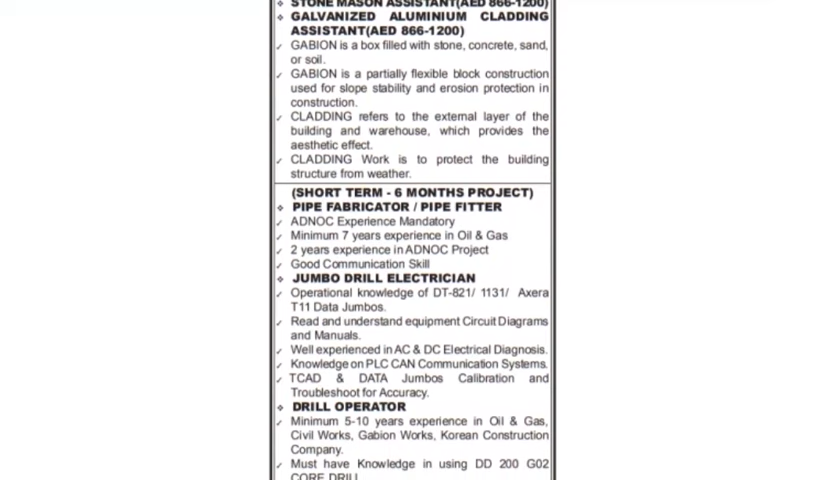 ❖ STONE MASON ASSISTANT(AED 866-1200)
❖ GALVANIZED ALUMINIUM CLADDING
ASSISTANT(AED 866-1200)
✓ GABION is a box filled with stone, concrete, sand,
or soil.
✓ GABION is a partially flexible block construction
used for slope stability and erosion protection in
construction.
✓ CLADDING refers to the external layer of the
building and warehouse, which provides the
aesthetic effect.
✓ CLADDING Work is to protect the building
structure from weather.
(SHORT TERM - 6 MONTHS PROJECT)
❖ PIPE FABRICATOR / PIPE FITTER
✓ ADNOC Experience Mandatory
✓ Minimum 7 years experience in Oil & Gas
✓ 2 years experience in ADNOC Project
✓ Good Communication Skill
❖ JUMBO DRILL ELECTRICIAN
✓ Operational knowledge of DT-821/ 1131/ Axera
T11 Data Jumbos.
✓ Read and understand equipment Circuit Diagrams
and Manuals.
✓ Well experienced in AC & DC Electrical Diagnosis.
✓ Knowledge on PLC CAN Communication Systems.
✓ TCAD & DATA Jumbos Calibration and
Troubleshoot for Accuracy.
❖ DRILL OPERATOR
✓ Minimum 5-10 years experience in Oil & Gas,
Civil Works, Gabion Works, Korean Construction
Company.
✓ Must have Knowledge in using DD 200 G02
CORE DRILL